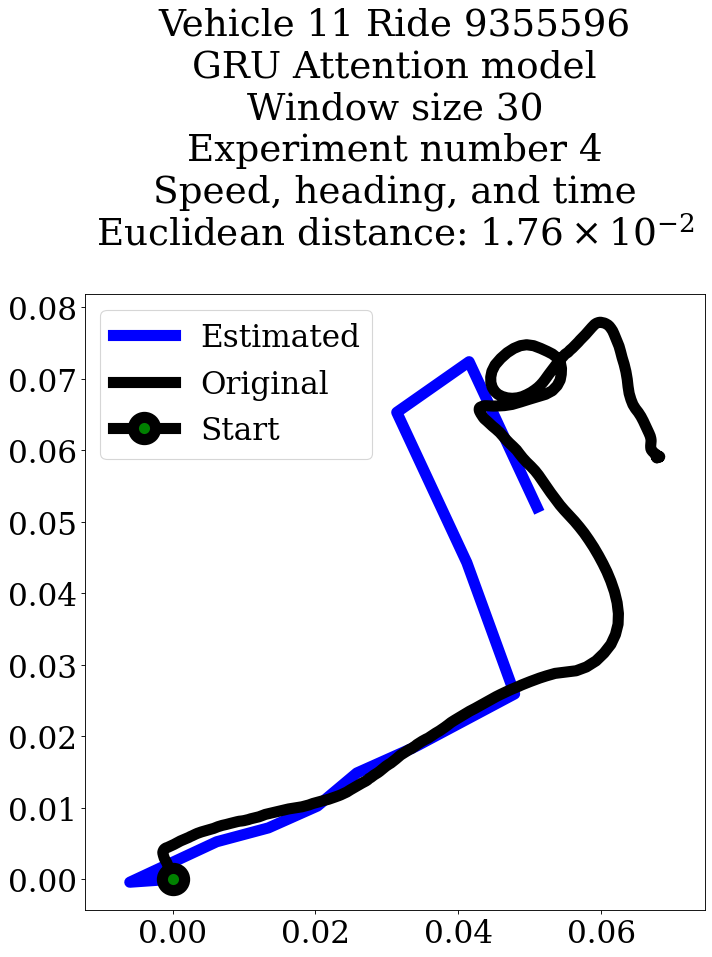 Vehicle 11 Ride 9355596
GRU Attention model
Window size 30
Experiment number 4
Speed, heading, and time
Euclidean distance: 1.76 × 10⁻²
Estimated
Original
Start
0.08
0.07
0.06
0.05
0.04
0.03
0.02
0.01
0.00
0.00 0.02 0.04 0.06